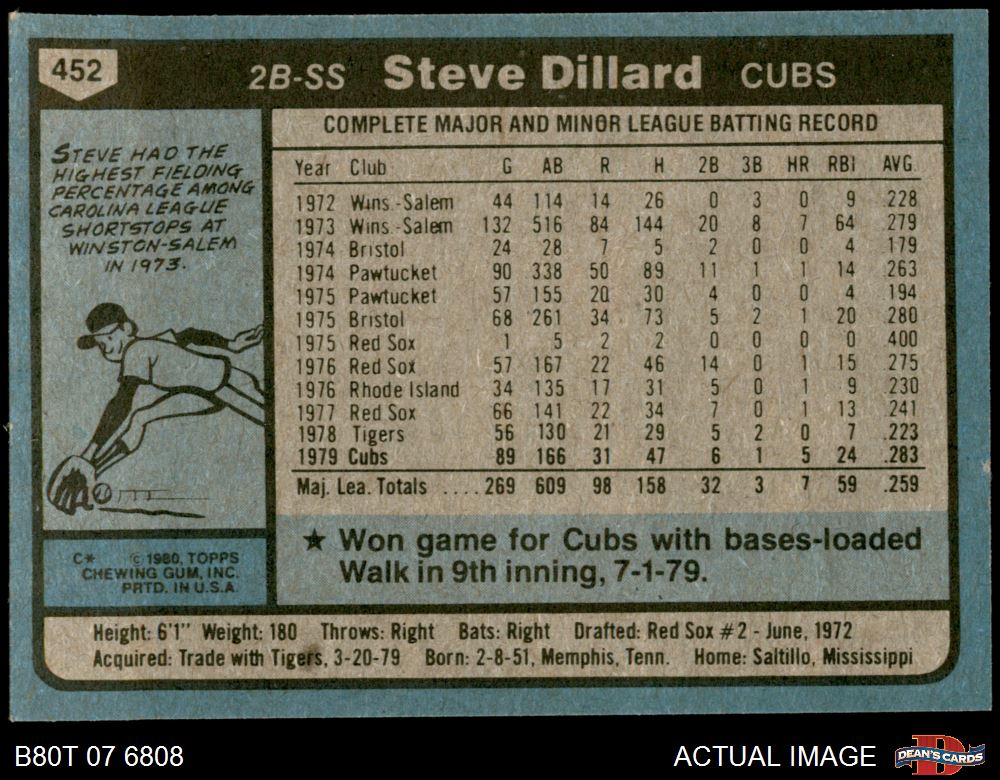 452 2B-SS Steve Dillard CUBS
STEVE HAD THE
HIGHEST FIELDING
PERCENTAGE AMONG
CAROLINA LEAGUE
SHORTSTOPS AT
WINSTON-SALEM
IN 1973.
C* © 1980, TOPPS
CHEWING GUM, INC.
PRTD. IN U.S.A.
COMPLETE MAJOR AND MINOR LEAGUE BATTING RECORD
Year Club G AB R H 2B 3B HR RBI AVG.
1972 Wins.-Salem 44 114 14 26 0 3 0 9 .228
1973 Wins.-Salem 132 516 84 144 20 8 7 64 .279
1974 Bristol 24 28 7 5 2 0 0 4 .179
1974 Pawtucket 90 338 50 89 11 1 1 14 .263
1975 Pawtucket 57 155 20 30 4 0 0 4 .194
1975 Bristol 68 261 34 73 5 2 1 20 .280
1975 Red Sox 1 5 2 2 0 0 0 0 .400
1976 Red Sox 57 167 22 46 14 0 1 15 .275
1976 Rhode Island 34 135 17 31 5 0 1 9 .230
1977 Red Sox 66 141 22 34 7 0 1 13 .241
1978 Tigers 56 130 21 29 5 2 0 7 .223
1979 Cubs 89 166 31 47 6 1 5 24 .283
Maj. Lea. Totals .... 269 609 98 158 32 3 7 59 .259
★ Won game for Cubs with bases-loaded
Walk in 9th inning, 7-1-79.
Height: 6'1" Weight: 180 Throws: Right Bats: Right Drafted: Red Sox #2 - June, 1972
Acquired: Trade with Tigers, 3-20-79 Born: 2-8-51, Memphis, Tenn. Home: Saltillo, Mississippi
B80T 07 6808 ACTUAL IMAGE DEAN'S CARDS